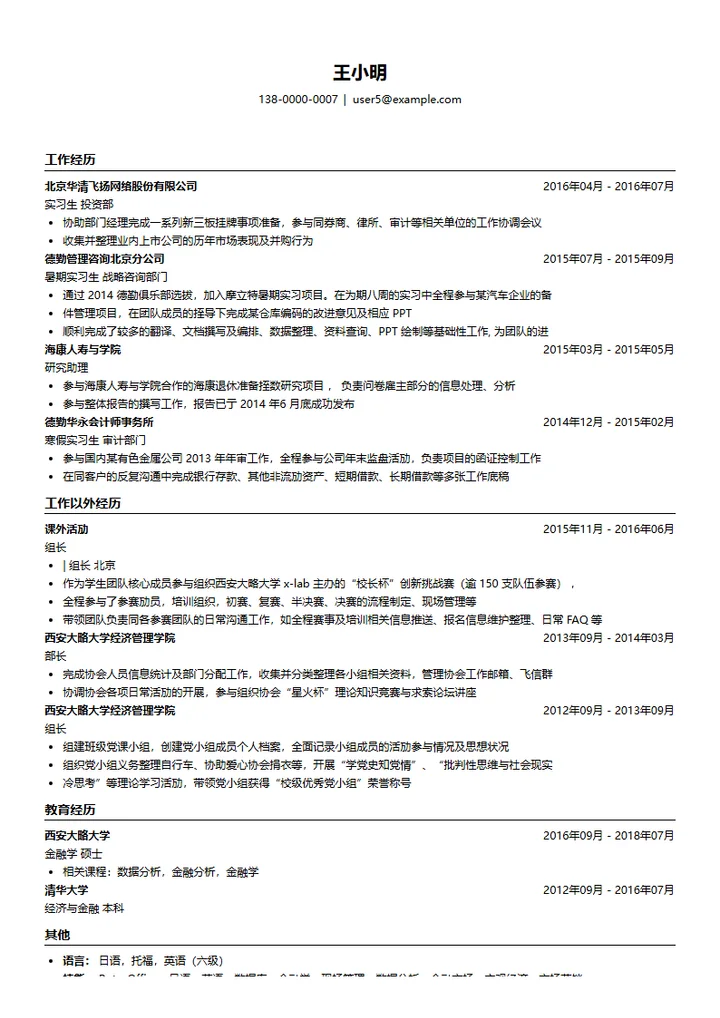 王小明
138-0000-0007 | user5@example.com
工作经历
北京华清飞扬网络股份有限公司 2016年04月 - 2016年07月
实习生 投资部
• 协助部门经理完成一系列新三板挂牌事项准备，参与同券商、律所、审计等相关单位的工作协调会议
• 收集并整理业内上市公司的历年市场表现及并购行为
德勤管理咨询北京分公司 2015年07月 - 2015年09月
暑期实习生 战略咨询部门
• 通过 2014 德勤俱乐部选拔，加入摩立特暑期实习项目。在为期八周的实习中全程参与某汽车企业的备
• 件管理项目，在团队成员的指导下完成某仓库编码的改进意见及相应 PPT
• 顺利完成了较多的翻译、文档撰写及编排、数据整理、资料查询、PPT 绘制等基础性工作, 为团队的进
海康人寿与学院 2015年03月 - 2015年05月
研究助理
• 参与海康人寿与学院合作的海康退休准备指数研究项目 ， 负责问卷雇主部分的信息处理、分析
• 参与整体报告的撰写工作，报告已于 2014 年6 月底成功发布
德勤华永会计师事务所 2014年12月 - 2015年02月
寒假实习生 审计部门
• 参与国内某有色金属公司 2013 年年审工作，全程参与公司年末监盘活动，负责项目的函证控制工作
• 在同客户的反复沟通中完成银行存款、其他非流动资产、短期借款、长期借款等多张工作底稿
工作以外经历
课外活动 2015年11月 - 2016年06月
组长
• | 组长 北京
• 作为学生团队核心成员参与组织西安大略大学 x-lab 主办的“校长杯”创新挑战赛（逾 150 支队伍参赛） ，
• 全程参与了参赛动员，培训组织，初赛、复赛、半决赛、决赛的流程制定、现场管理等
• 带领团队负责同各参赛团队的日常沟通工作，如全程赛事及培训相关信息推送、报名信息维护整理、日常 FAQ 等
西安大略大学经济管理学院 2013年09月 - 2014年03月
部长
• 完成协会人员信息统计及部门分配工作，收集并分类整理各小组相关资料，管理协会工作邮箱、飞信群
• 协调协会各项日常活动的开展，参与组织协会“星火杯”理论知识竞赛与求索论坛讲座
西安大略大学经济管理学院 2012年09月 - 2013年09月
组长
• 组建班级党课小组，创建党小组成员个人档案，全面记录小组成员的活动参与情况及思想状况
• 组织党小组义务整理自行车、协助爱心协会捐衣等，开展“学党史知党情”、“批判性思维与社会现实
• 冷思考”等理论学习活动，带领党小组获得“校级优秀党小组”荣誉称号
教育经历
西安大略大学 2016年09月 - 2018年07月
金融学 硕士
• 相关课程：数据分析，金融分析，金融学
清华大学 2012年09月 - 2016年07月
经济与金融 本科
其他
• 语言： 日语，托福，英语（六级）